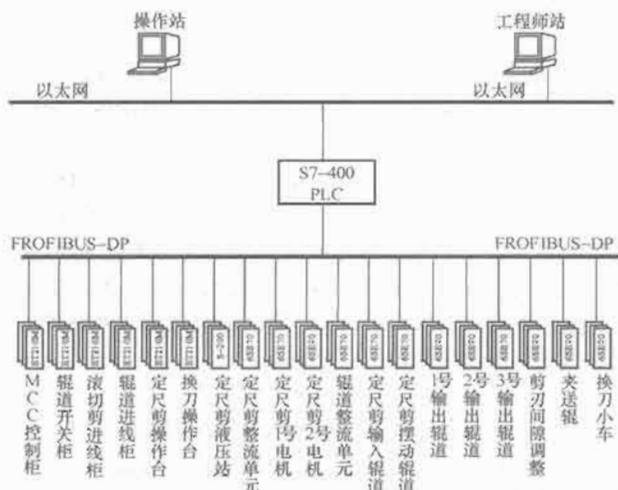 操作站
工程师站
以太网
以太网
S7-400
PLC
FROFIBUS-DP
FROFIBUS-DP
MCC控制柜
辊道开关柜
滚切剪进线柜
辊道进线柜
定尺剪操作台
换刀操作台
定尺剪液压站
定尺剪整流单元
定尺剪1号电机
定尺剪2号电机
辊道整流单元
定尺剪输入辊道
定尺剪摆动辊道
1号输出辊道
2号输出辊道
3号输出辊道
剪刃间隙调整
夹送辊
换刀小车